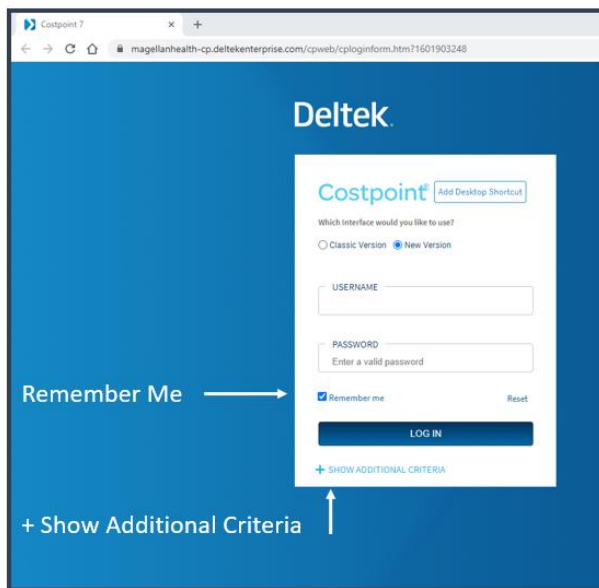 Costpoint 7
magellanhealth-cp.deltekenterprise.com/cpweb/cploginform.htm?1601903248
Deltek.
Costpoint® Add Desktop Shortcut
Which Interface would you like to use?
Classic Version New Version
USERNAME
PASSWORD
Enter a valid password
Remember Me
Remember me Reset
LOG IN
+ SHOW ADDITIONAL CRITERIA
+ Show Additional Criteria